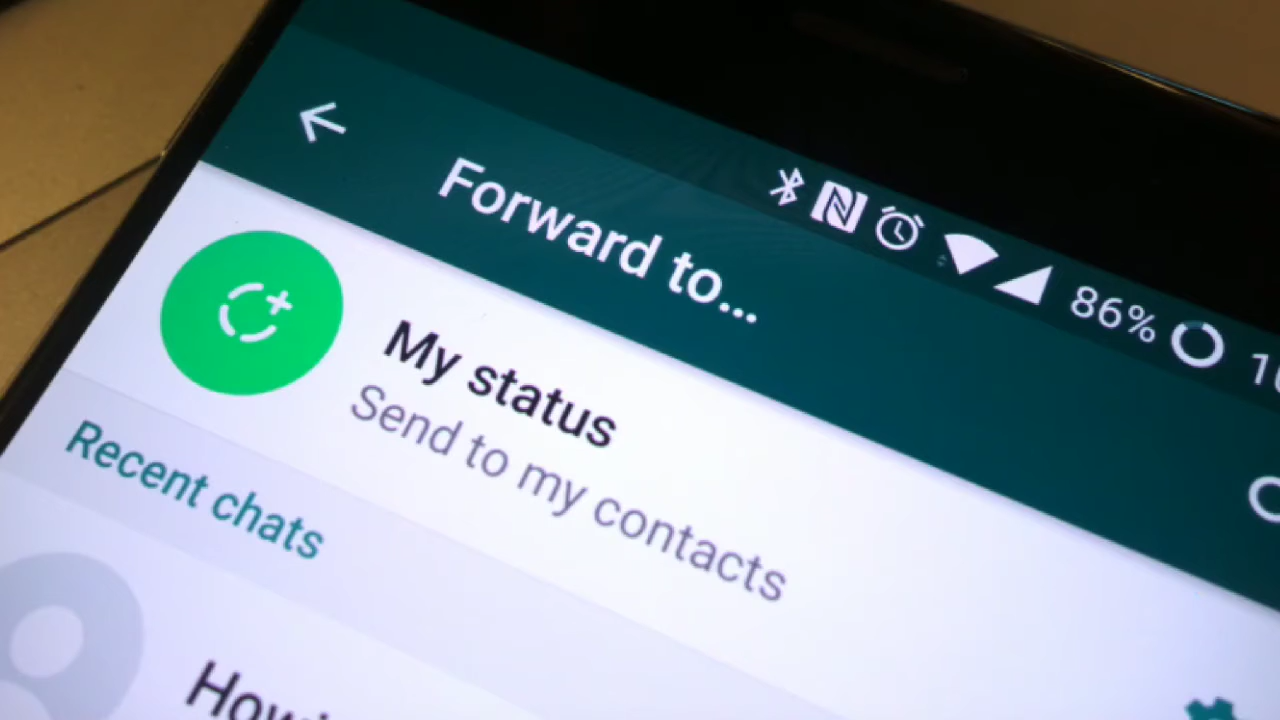 86%
Forward to...
My status
Send to my contacts
Recent chats